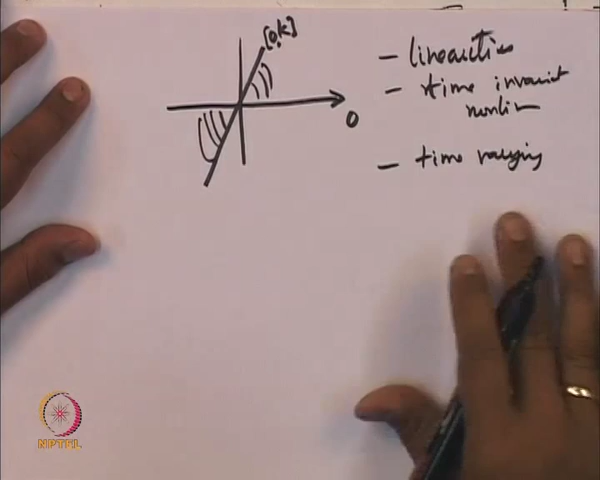 [0,k]
- linearities
- time invariant
nonlin
- time varying
0
NPTEL